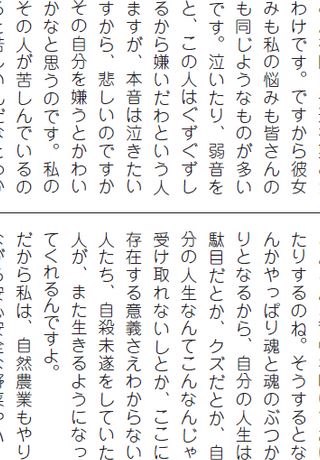 わけです。ですから彼女
みも私の悩みも皆さんの
も同じようなものが多い
です。泣いたり、弱音を
と、この人はぐずぐずし
るから嫌いだわという人
ますが、本音は泣きたい
すから、悲しいのですか
その自分を嫌うとかわい
かなと思うのです。私の
その人が苦しんでいるの
たりするのね。そうするとな
んかやっぱり魂と魂のぶつか
りとなるから、自分の人生は
駄目だとか、クズだとか、自
分の人生なんてこんなんじゃ
受け取れないしとか、ここに
存在する意義さえわからない
人たち、自殺未遂をしていた
人が、また生きるようになっ
てくれるんですよ。
だから私は、自然農業もやり